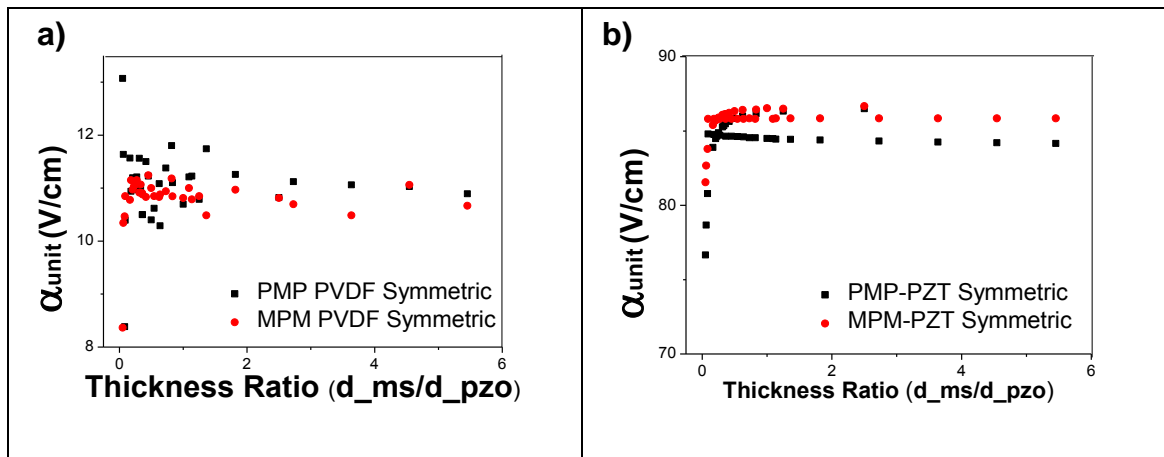 a)
αunit (V/cm)
12
10
8
PMP PVDF Symmetric
MPM PVDF Symmetric
0
2
4
6
Thickness Ratio (d_ms/d_pzo)
b)
αunit (V/cm)
90
80
70
PMP-PZT Symmetric
MPM-PZT Symmetric
0
2
4
6
Thickness Ratio (d_ms/d_pzo)